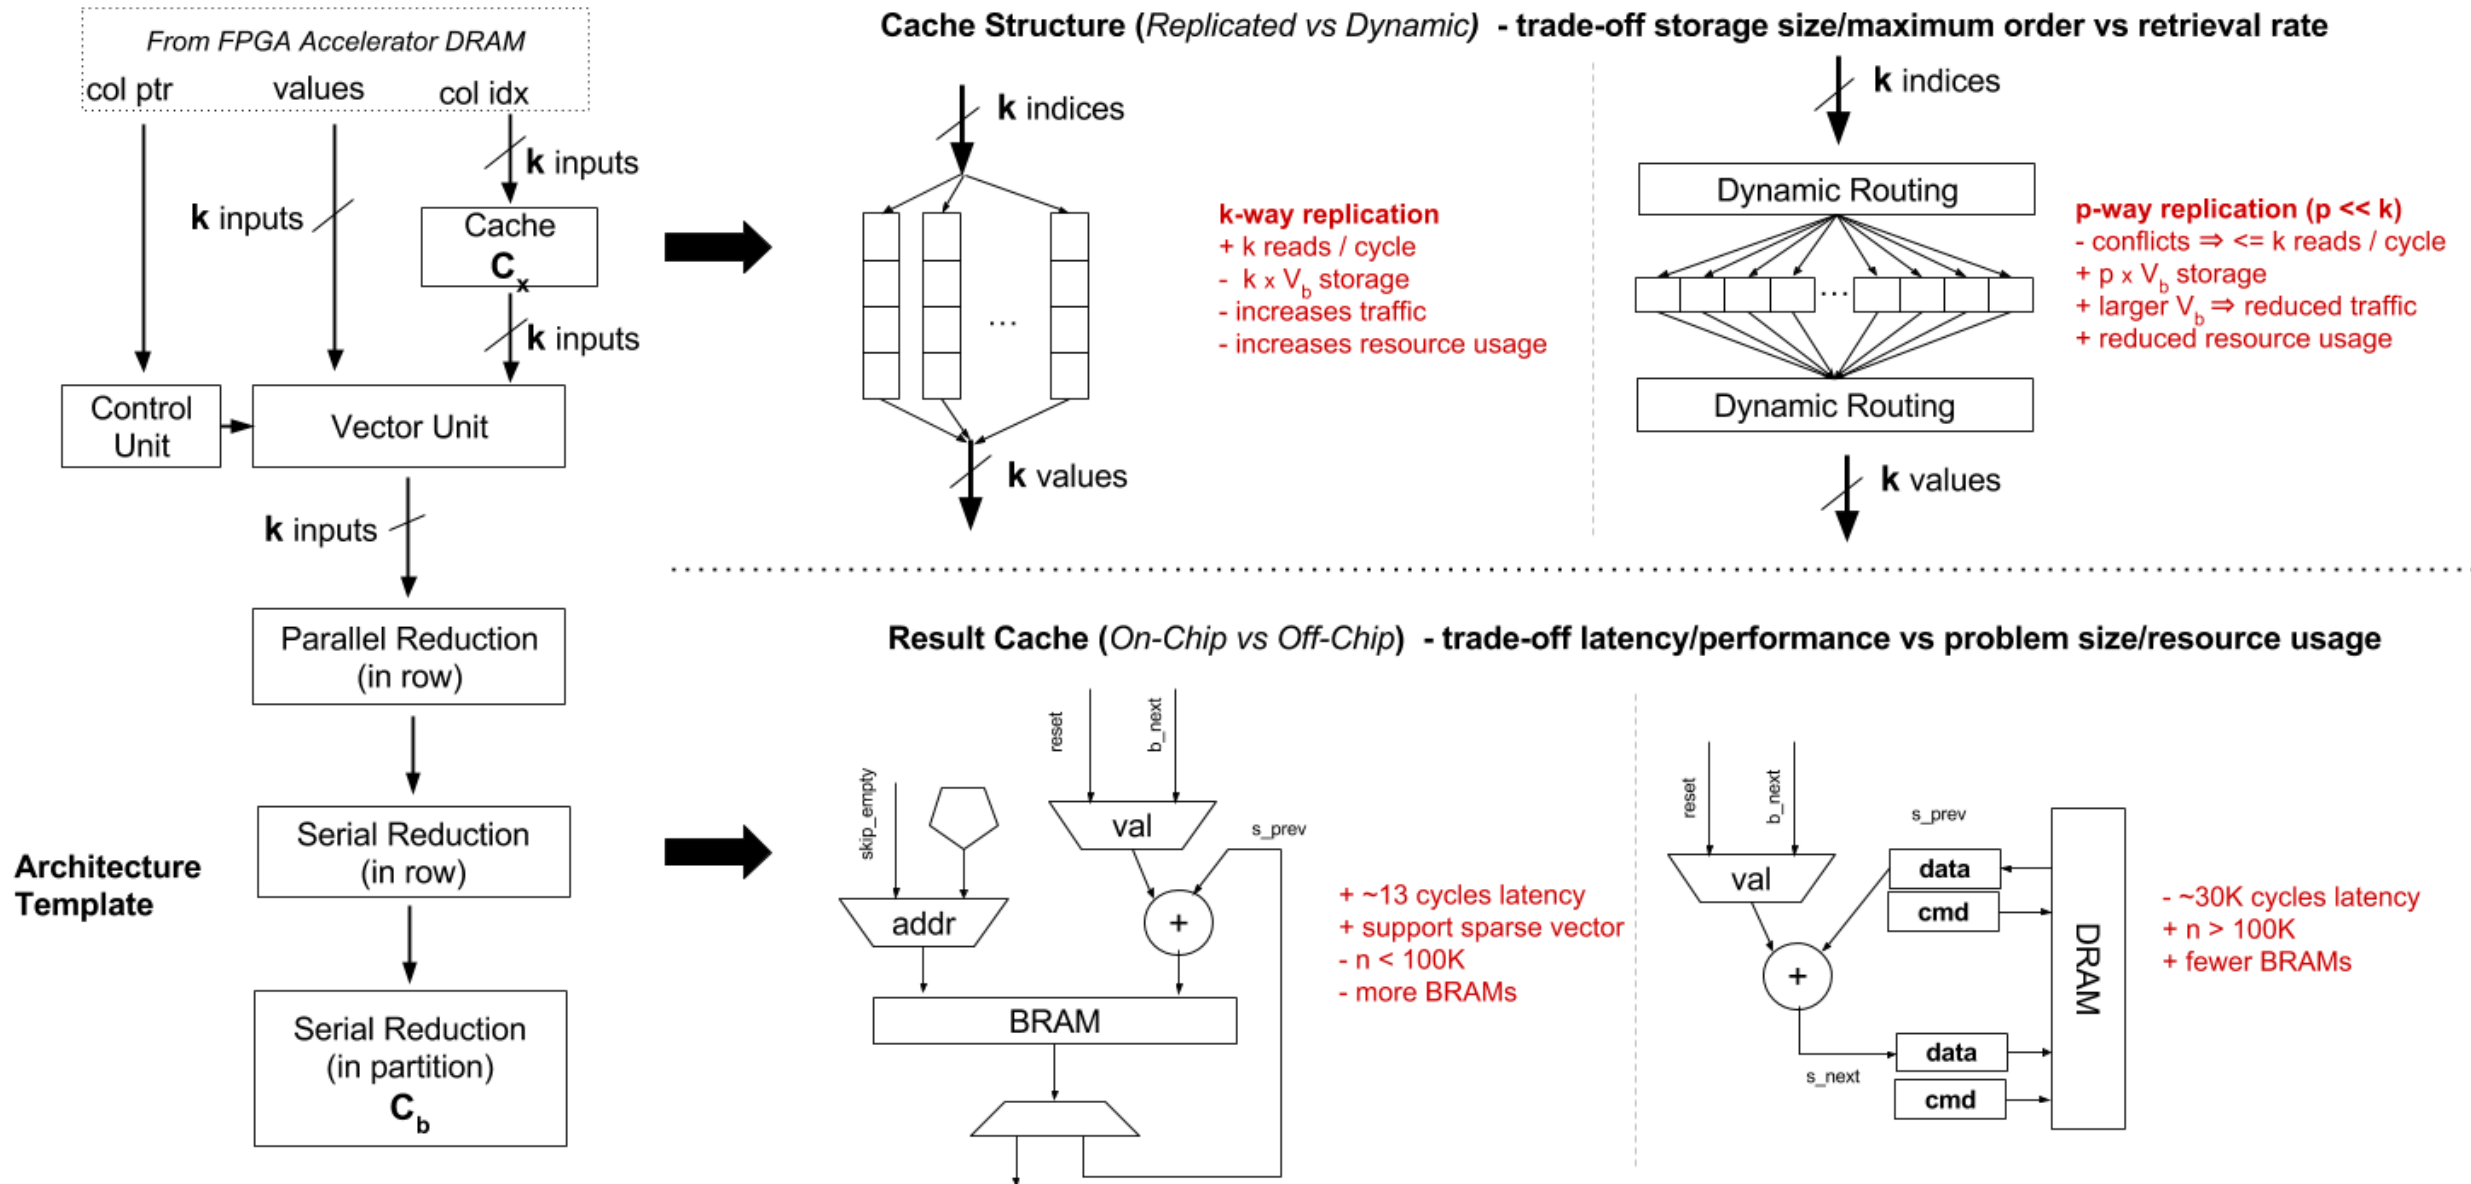 From FPGA Accelerator DRAM
col ptr
values
col idx
k inputs
k inputs
Cache
Cx
k inputs
Control
Unit
Vector Unit
k inputs
Parallel Reduction
(in row)
Serial Reduction
(in row)
Serial Reduction
(in partition)
Cb
Architecture
Template
Cache Structure (Replicated vs Dynamic) - trade-off storage size/maximum order vs retrieval rate
k indices
...
k values
k-way replication
+ k reads / cycle
- k x Vb storage
- increases traffic
- increases resource usage
k indices
Dynamic Routing
...
Dynamic Routing
k values
p-way replication (p << k)
- conflicts ⇒ <= k reads / cycle
+ p x Vb storage
+ larger Vb ⇒ reduced traffic
+ reduced resource usage
Result Cache (On-Chip vs Off-Chip) - trade-off latency/performance vs problem size/resource usage
skip_empty
reset
b_next
val
s_prev
addr
+
BRAM
+ ~13 cycles latency
+ support sparse vector
- n < 100K
- more BRAMs
reset
b_next
val
s_prev
data
cmd
+
s_next
data
cmd
DRAM
- ~30K cycles latency
+ n > 100K
+ fewer BRAMs